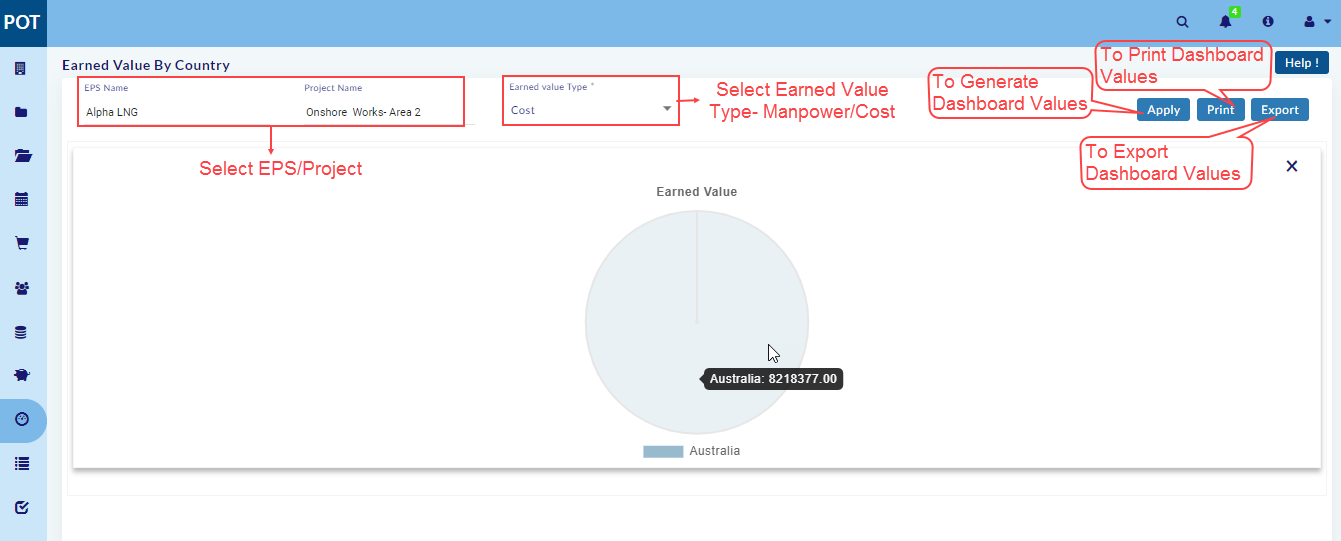 POT
4
Earned Value By Country
Help !
EPS Name
Project Name
Earned value Type *
Alpha LNG
Onshore Works- Area 2
Cost
Select Earned Value
Type- Manpower/Cost
To Generate
Dashboard Values
To Print Dashboard
Values
Apply
Print
Export
Select EPS/Project
To Export
Dashboard Values
Earned Value
Australia: 8218377.00
Australia